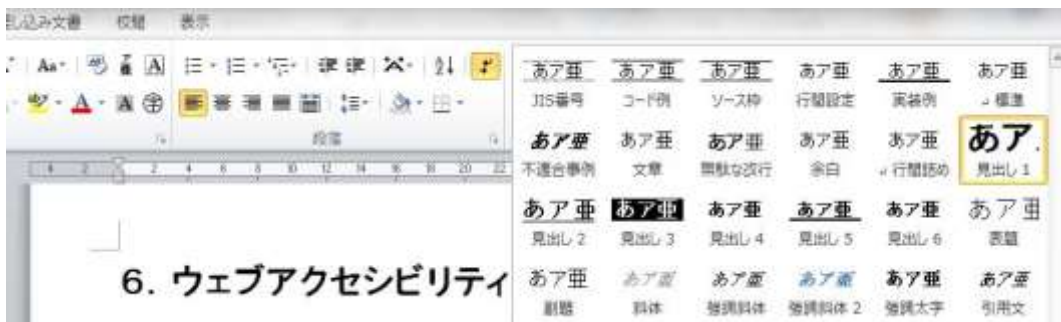 し込み文書 校閲 表示
Aa
段落
あア亜 あア亜 あア亜 あア亜 あア亜 あア亜
JIS番号 コード例 ソース枠 行間設定 実装例 標準
あア亜 あア亜 あア亜 あア亜 あア亜 あア.
不適合事例 文章 無駄な改行 余白 行間詰め 見出し 1
あア亜 あア亜 あア亜 あア亜 あア亜 あア亜
見出し 2 見出し 3 見出し 4 見出し 5 見出し 6 表題
6. ウェブアクセシビリティ
あア亜 あア亜 あア亜 あア亜 あア亜 あア亜
副題 斜体 強調斜体 強調斜体 2 強調太字 引用文